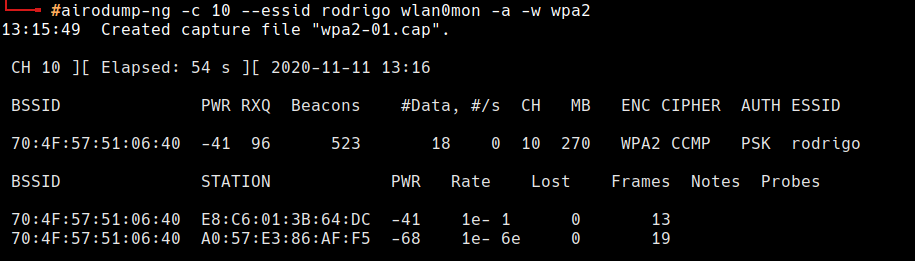 #airodump-ng -c 10 --essid rodrigo wlan0mon -a -w wpa2
13:15:49  Created capture file "wpa2-01.cap".
CH 10 ][ Elapsed: 54 s ][ 2020-11-11 13:16
BSSID              PWR RXQ  Beacons    #Data, #/s  CH   MB   ENC CIPHER  AUTH ESSID
70:4F:57:51:06:40  -41  96      523       18    0  10  270   WPA2 CCMP   PSK  rodrigo
BSSID              STATION            PWR   Rate    Lost    Frames  Notes  Probes
70:4F:57:51:06:40  E8:C6:01:3B:64:DC  -41    1e- 1      0       13
70:4F:57:51:06:40  A0:57:E3:86:AF:F5  -68    1e- 6e     0       19